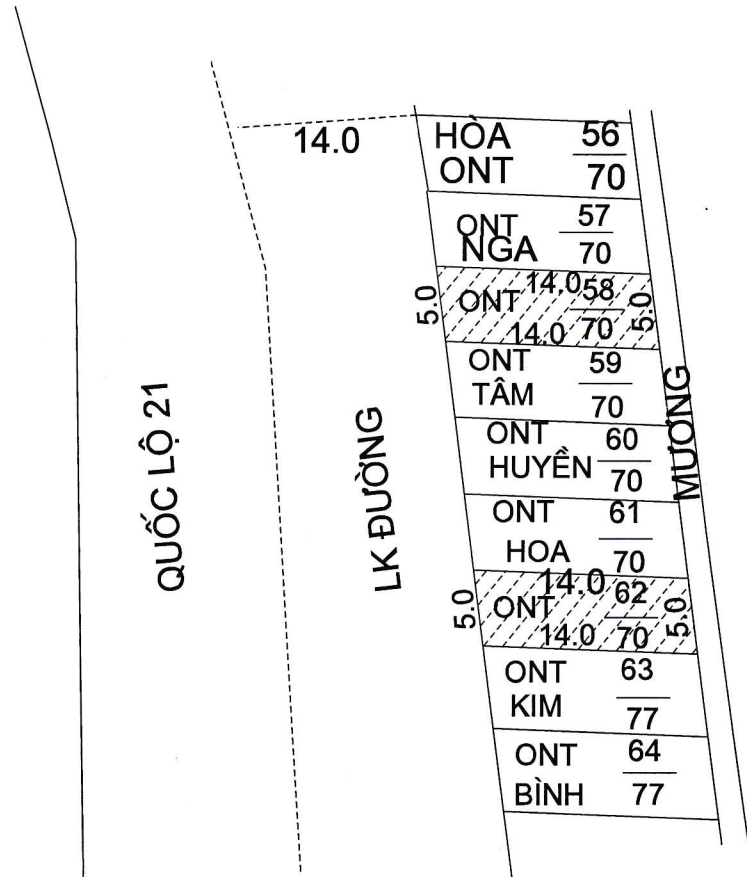 14.0
HÒA 56
ONT 70
ONT 57
NGA 70
14.0
5.0 ONT 58 5.0
14.0 70
ONT 59
TÂM 70
ONT 60
HUYỀN 70
ONT 61
HOA 70
14.0
5.0 ONT 62 5.0
14.0 70
ONT 63
KIM 77
ONT 64
BÌNH 77
QUỐC LỘ 21
LK ĐƯỜNG
MƯƠNG